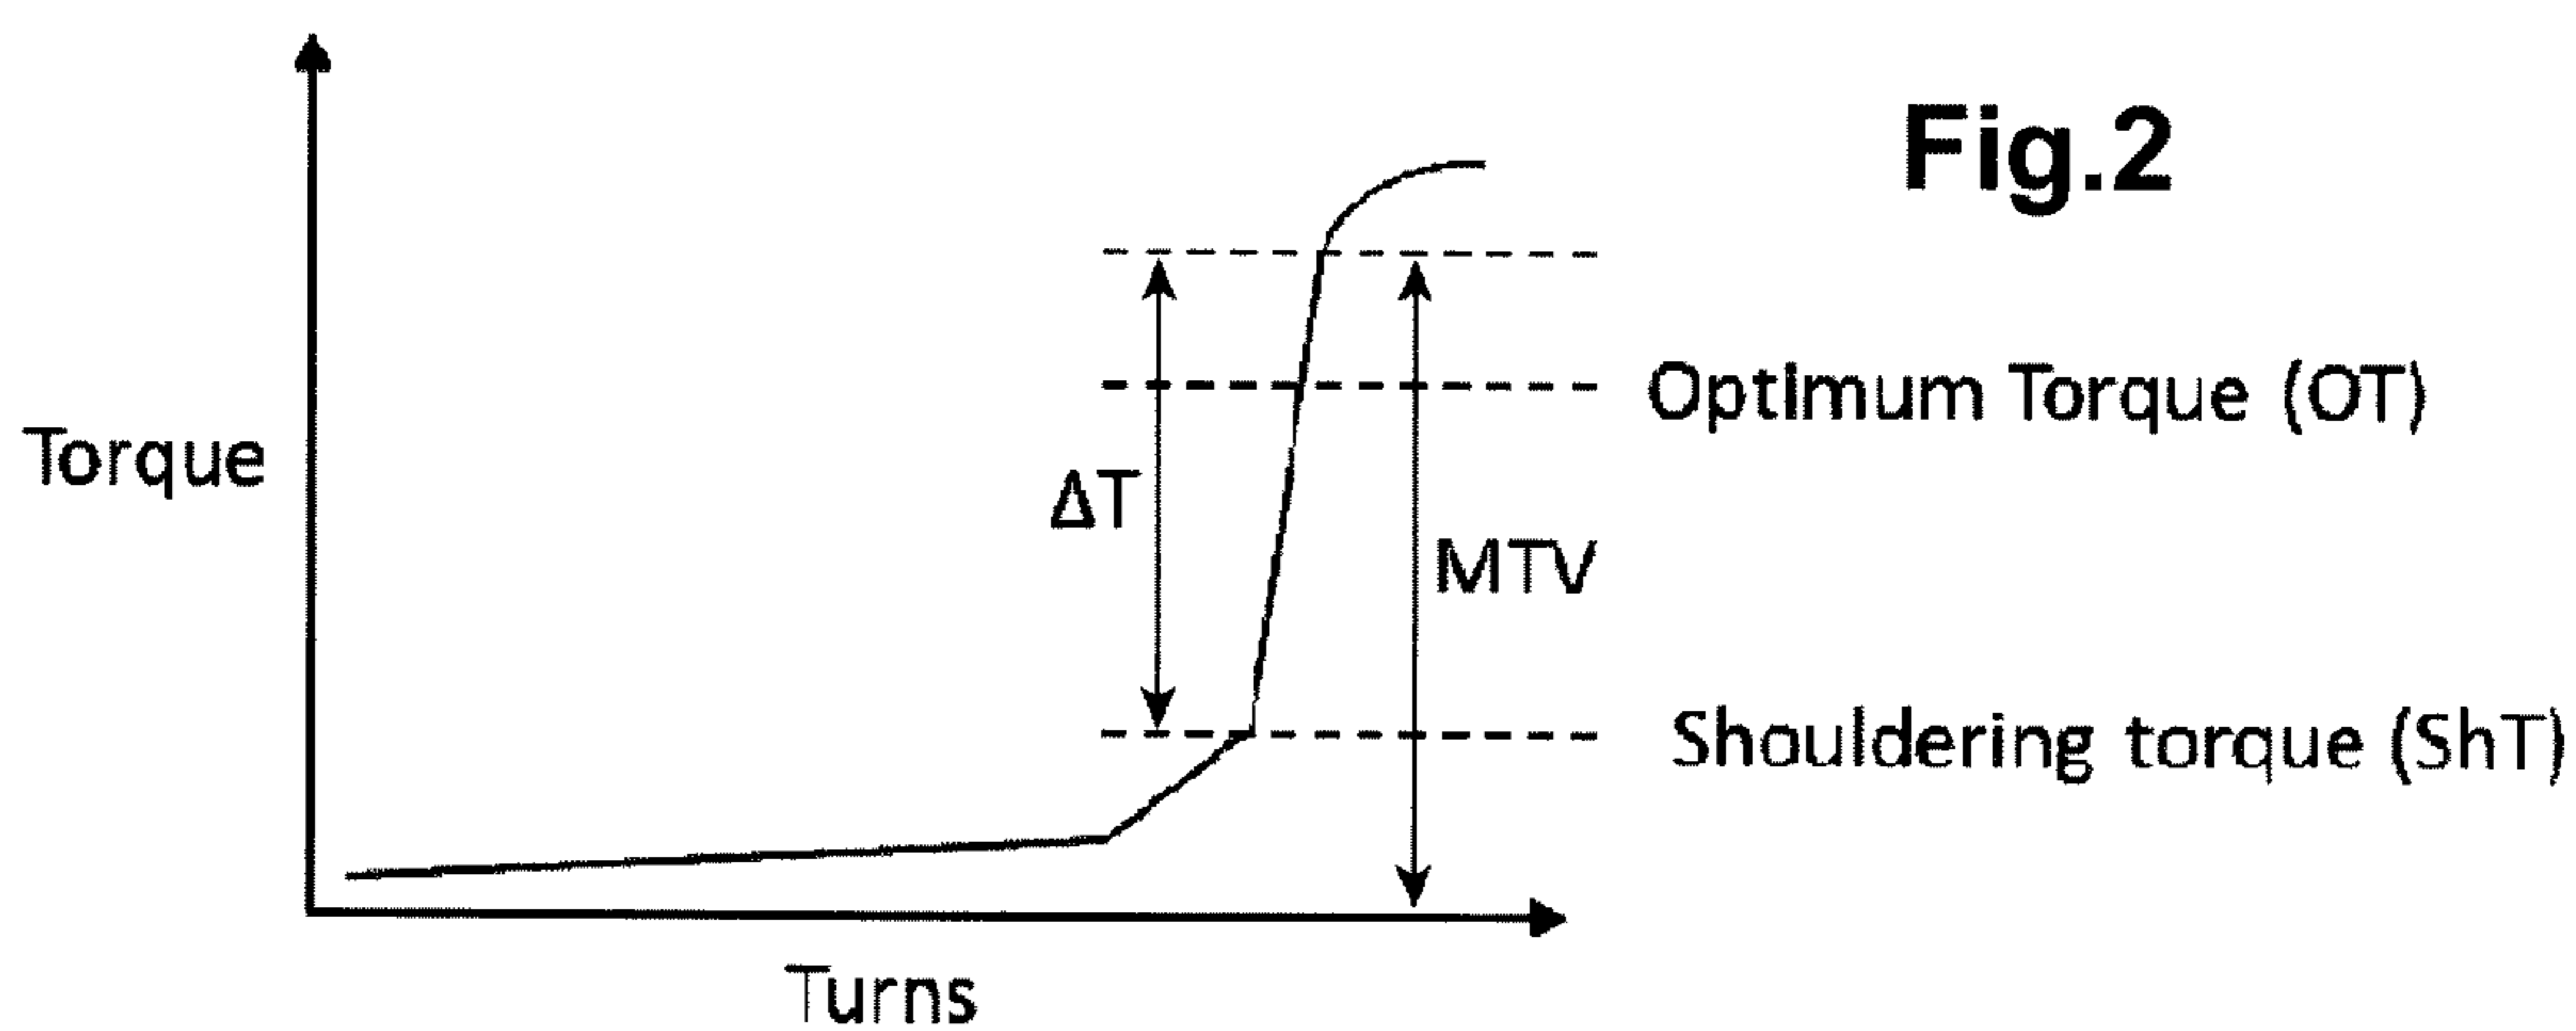 Fig.2
Optimum Torque (OT)
Torque
ΔT
MTV
Shouldering torque (ShT)
Turns